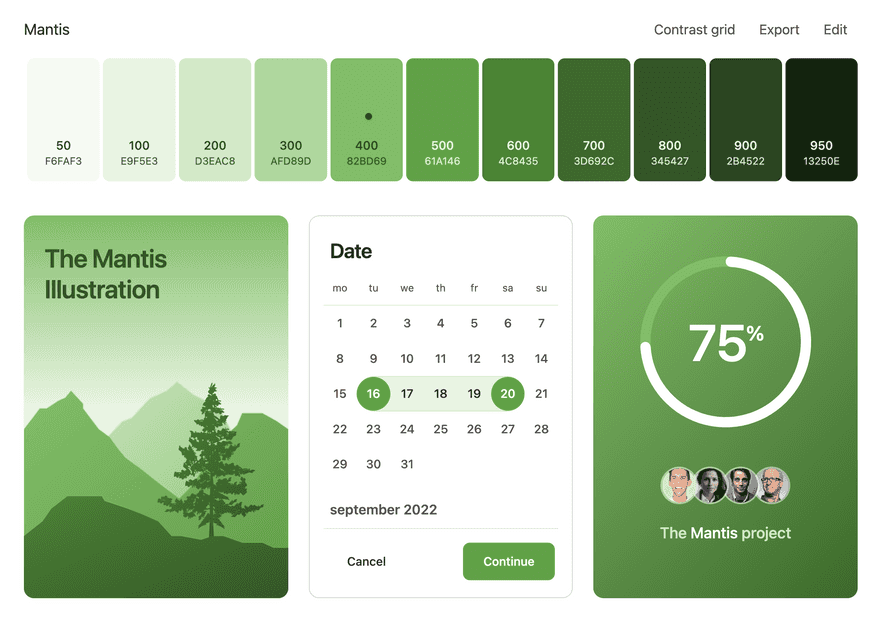 Mantis
Contrast grid Export Edit
50 100 200 300 400 500 600 700 800 900 950
F6FAF3 E9F5E3 D3EAC8 AFD89D 82BD69 61A146 4C8435 3D692C 345427 2B4522 13250E
The Mantis
Illustration
Date
mo tu we th fr sa su
1 2 3 4 5 6 7
8 9 10 11 12 13 14
15 16 17 18 19 20 21
22 23 24 25 26 27 28
29 30 31
september 2022
Cancel Continue
75%
The Mantis project